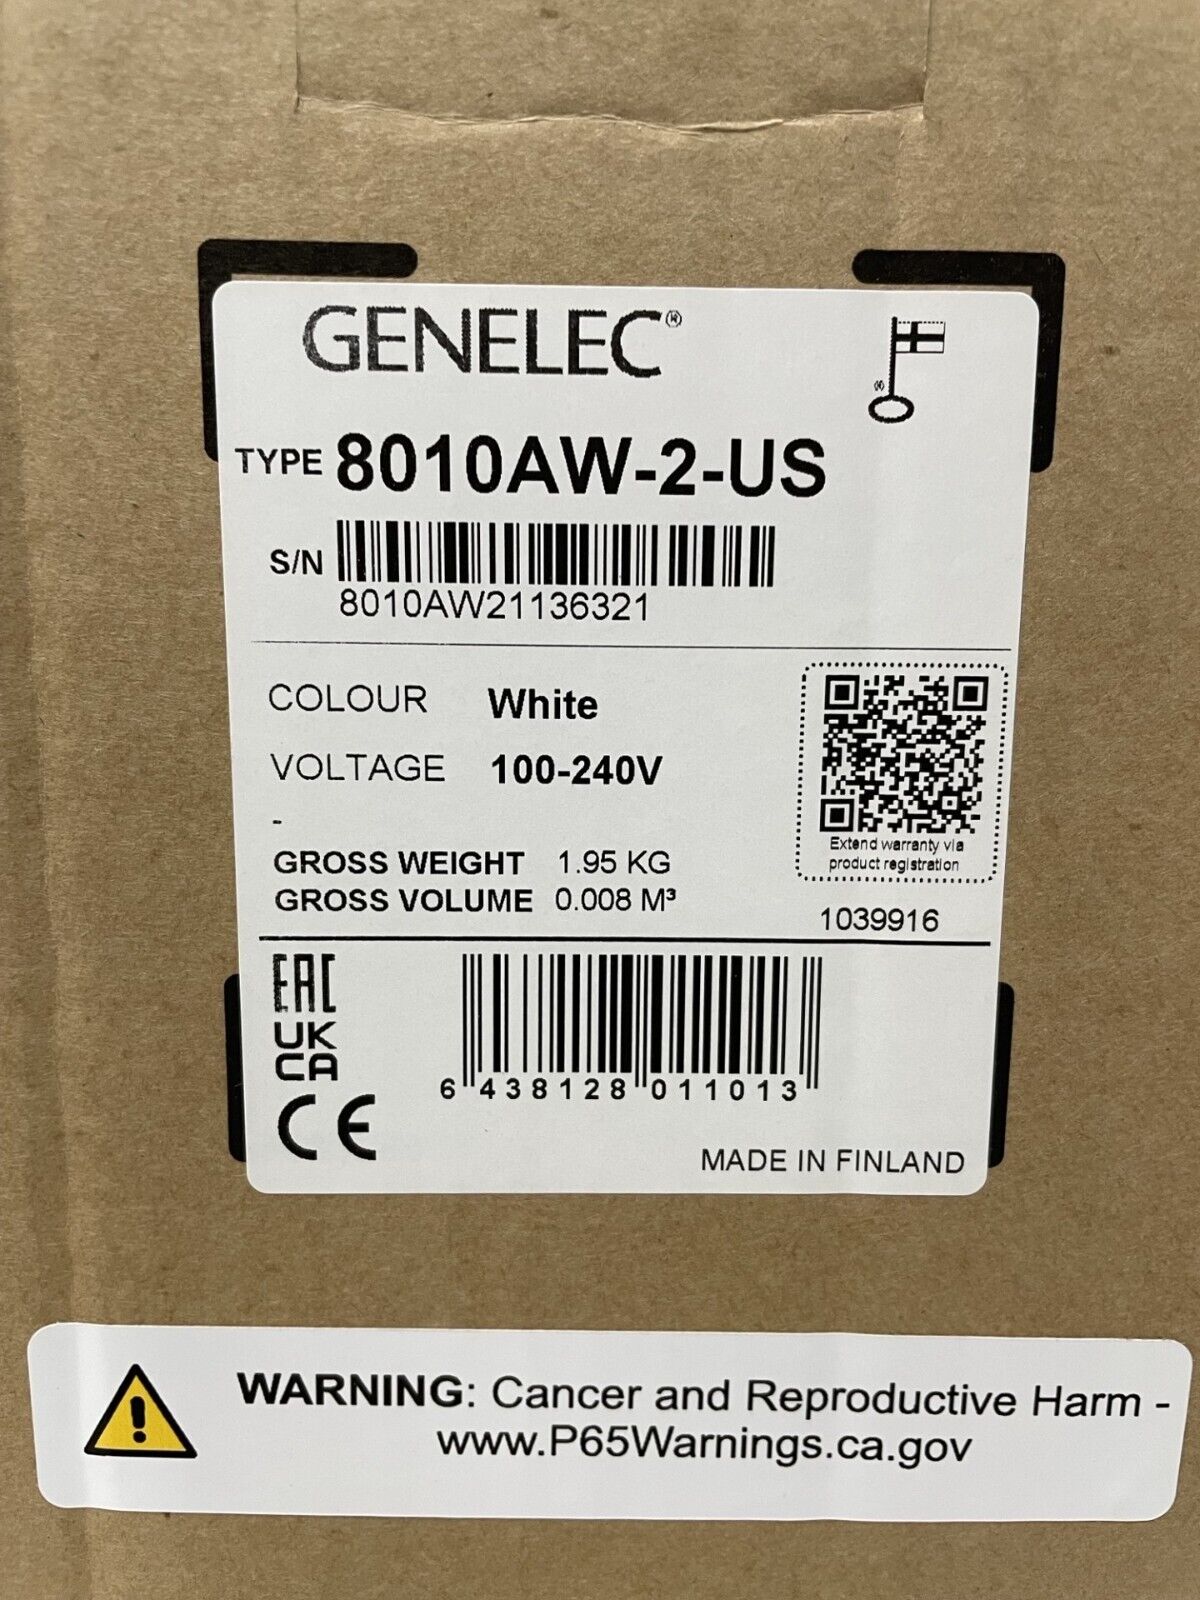 GENELEC®
®
TYPE 8010AW-2-US
S/N
8010AW21136321
COLOUR White
VOLTAGE 100-240V
-
Extend warranty via
product registration
GROSS WEIGHT 1.95 KG
GROSS VOLUME 0.008 M³
1039916
EAC
UK
CA
CE
6 438128 011013
MADE IN FINLAND
WARNING: Cancer and Reproductive Harm -
www.P65Warnings.ca.gov